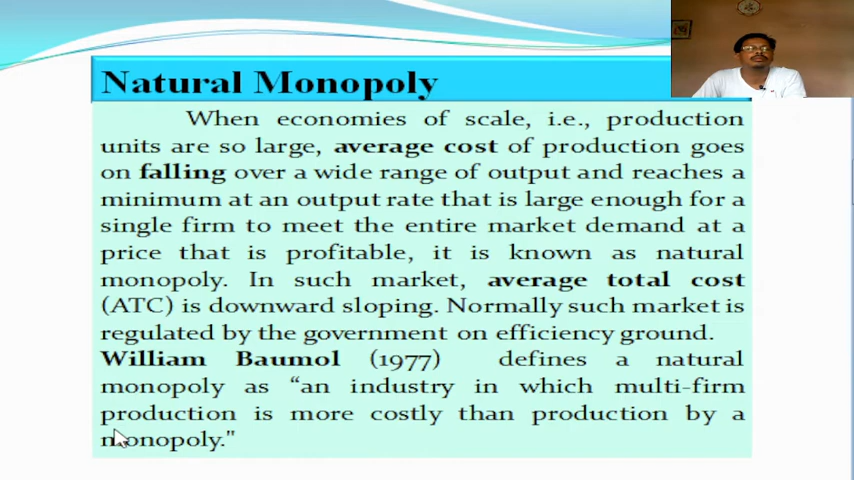 Natural Monopoly
When economies of scale, i.e., production
units are so large, average cost of production goes
on falling over a wide range of output and reaches a
minimum at an output rate that is large enough for a
single firm to meet the entire market demand at a
price that is profitable, it is known as natural
monopoly. In such market, average total cost
(ATC) is downward sloping. Normally such market is
regulated by the government on efficiency ground.
William Baumol (1977) defines a natural
monopoly as “an industry in which multi-firm
production is more costly than production by a
monopoly."